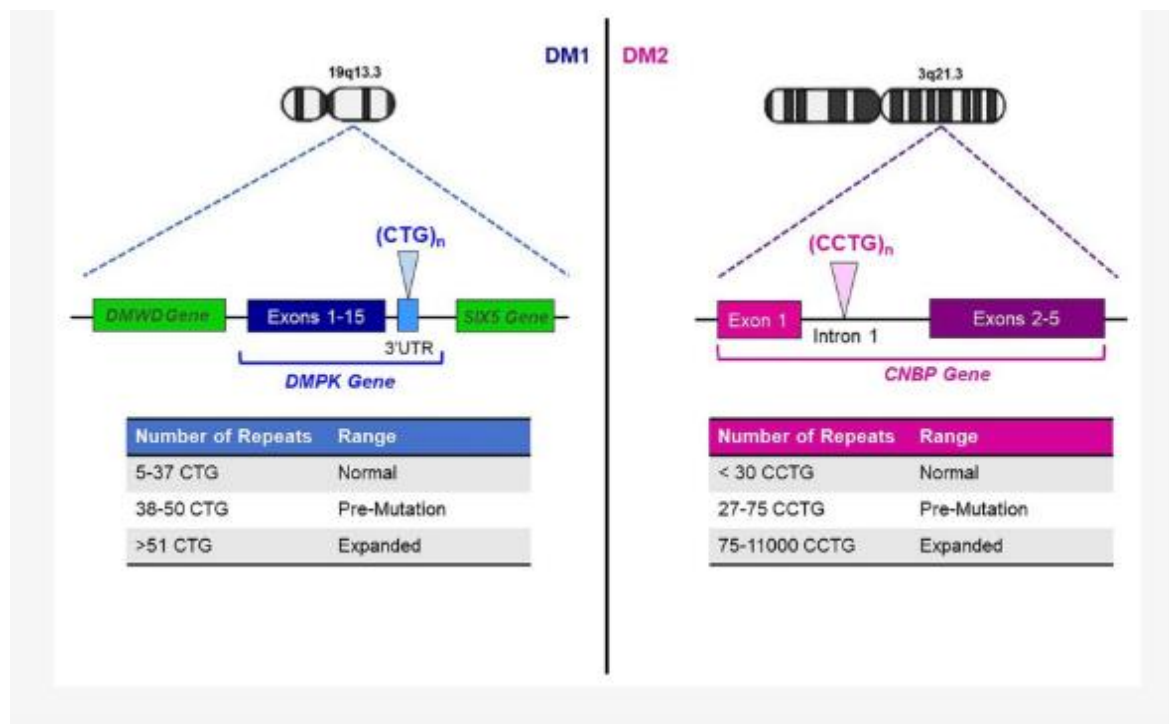 DM1
19q13.3
(CTG)n
DMWD Gene
Exons 1-15
SIX5 Gene
3'UTR
DMPK Gene
Number of Repeats Range
5-37 CTG Normal
38-50 CTG Pre-Mutation
>51 CTG Expanded
DM2
3q21.3
(CCTG)n
Exon 1
Intron 1
Exons 2-5
CNBP Gene
Number of Repeats Range
< 30 CCTG Normal
27-75 CCTG Pre-Mutation
75-11000 CCTG Expanded